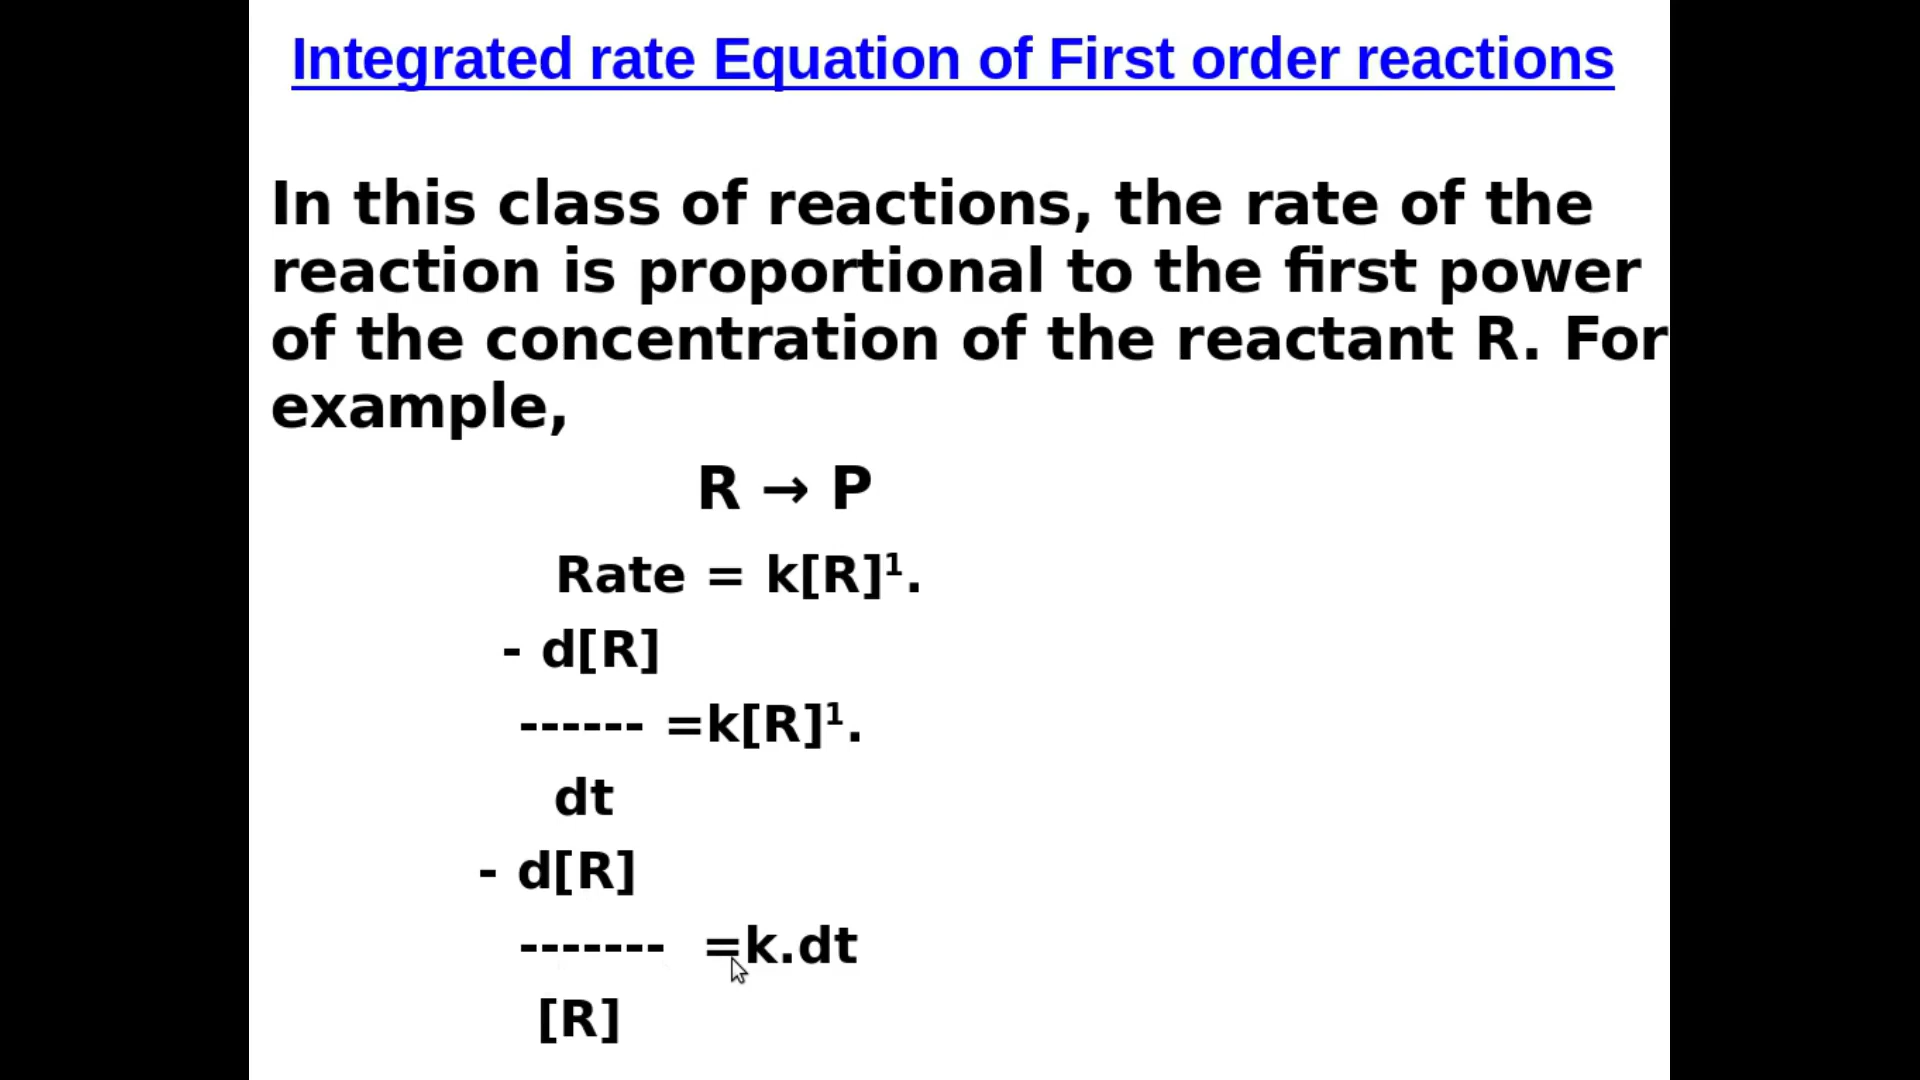 Integrated rate Equation of First order reactions
In this class of reactions, the rate of the
reaction is proportional to the first power
of the concentration of the reactant R. For
example,
R → P
Rate = k[R]¹.
- d[R]
------ =k[R]¹.
dt
- d[R]
------- =k.dt
[R]